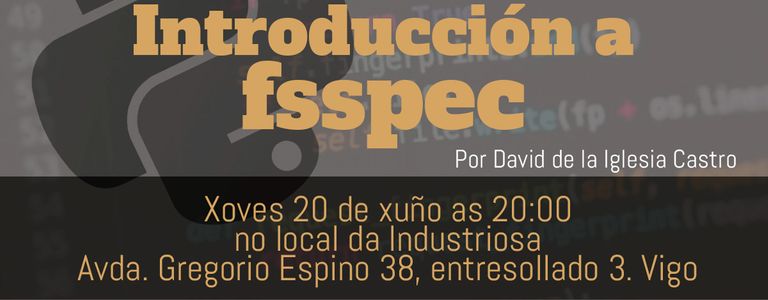 Introducción a
fsspec
Por David de la Iglesia Castro
Xoves 20 de xuño as 20:00
no local da Industriosa
Avda. Gregorio Espino 38, entresollado 3. Vigo